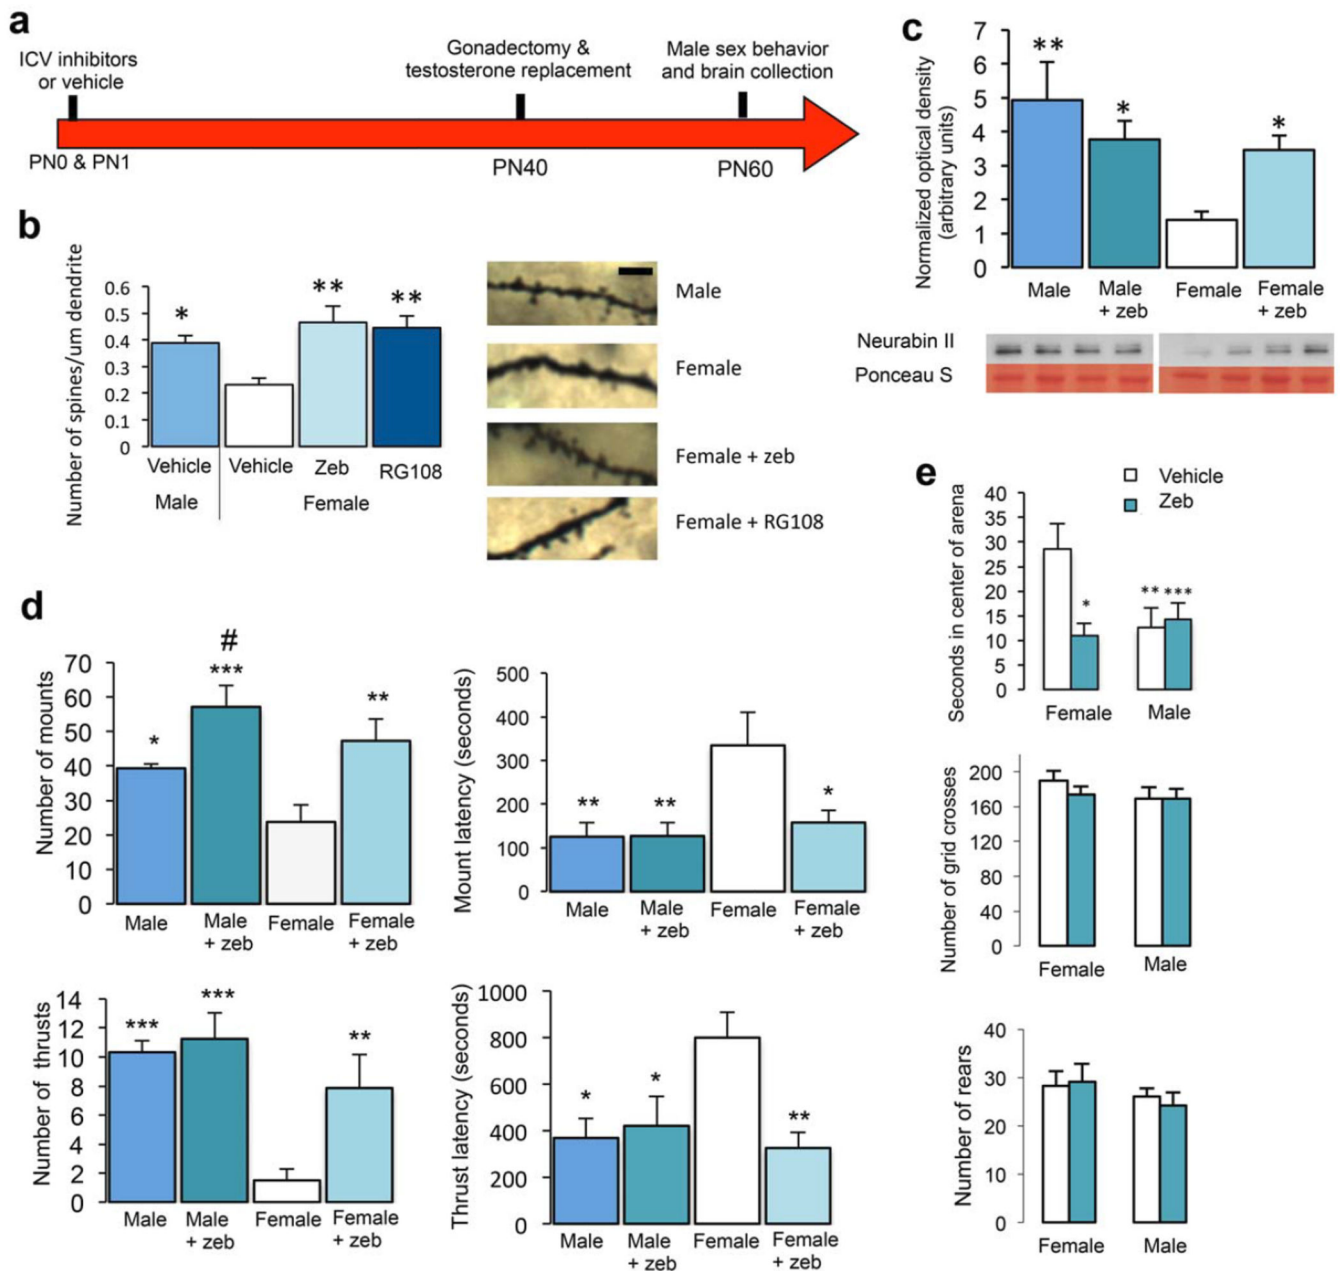 a
ICV inhibitors
or vehicle
Gonadectomy &
testosterone replacement
Male sex behavior
and brain collection
PN0 & PN1
PN40
PN60
b
Number of spines/um dendrite
0.6
0.5
0.4
0.3
0.2
0.1
0
*
**
**
Vehicle
Vehicle
Zeb
RG108
Male
Female
Male
Female
Female + zeb
Female + RG108
c
Normalized optical density
(arbitrary units)
7
6
5
4
3
2
1
0
**
*
*
Male
Male
+ zeb
Female
Female
+ zeb
Neurabin II
Ponceau S
d
Number of mounts
70
60
50
40
30
20
10
0
*
#
***
**
Male
Male
+ zeb
Female
Female
+ zeb
Mount latency (seconds)
500
400
300
200
100
0
**
**
*
Male
Male
+ zeb
Female
Female
+ zeb
Number of thrusts
14
12
10
8
6
4
2
0
***
***
**
Male
Male
+ zeb
Female
Female
+ zeb
Thrust latency (seconds)
1000
800
600
400
200
0
*
*
**
Male
Male
+ zeb
Female
Female
+ zeb
e
Vehicle
Zeb
Seconds in center of arena
40
35
30
25
20
15
10
5
0
*
**
***
Female
Male
Number of grid crosses
200
160
120
160
80
40
0
Female
Male
Number of rears
40
30
20
10
0
Female
Male